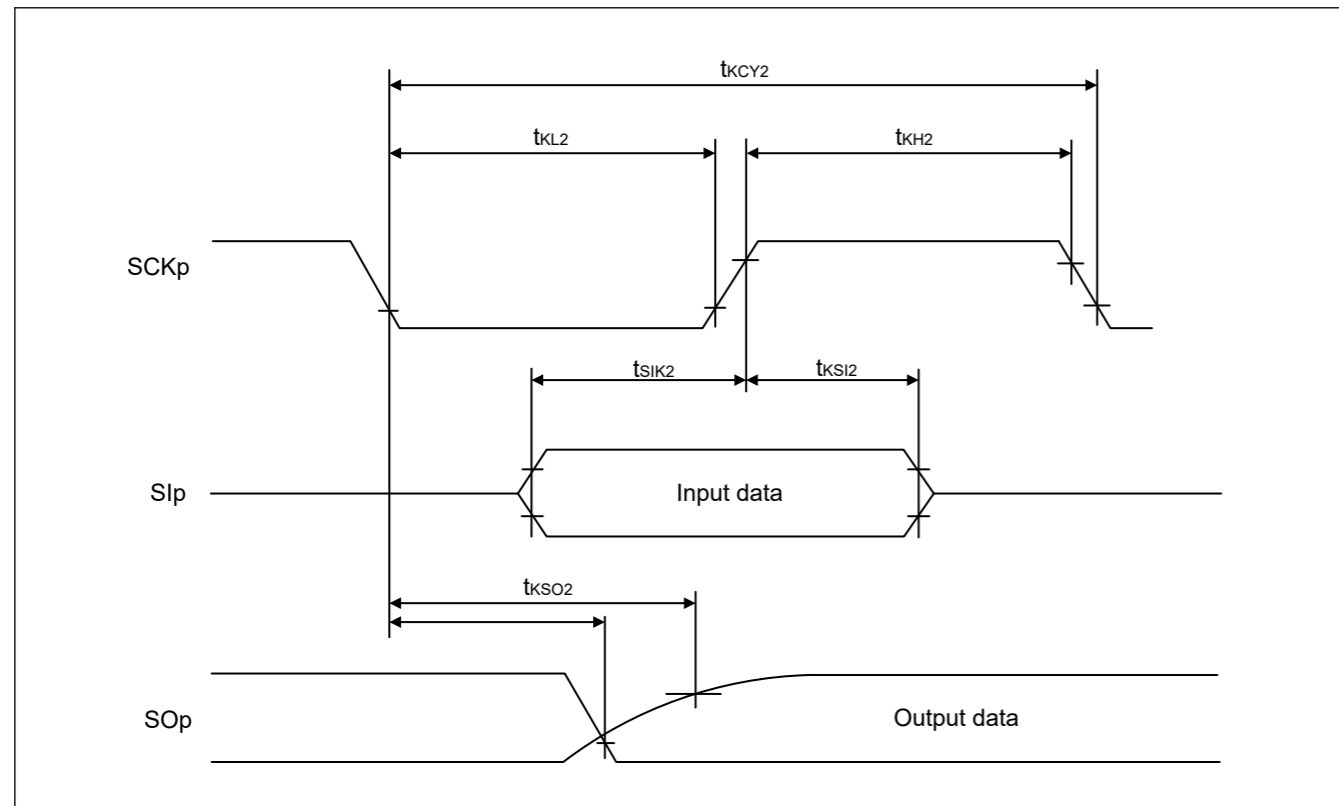 tKCY2
tKL2
tKH2
SCKp
tSIK2
tKSI2
SIp
Input data
tKSO2
SOp
Output data